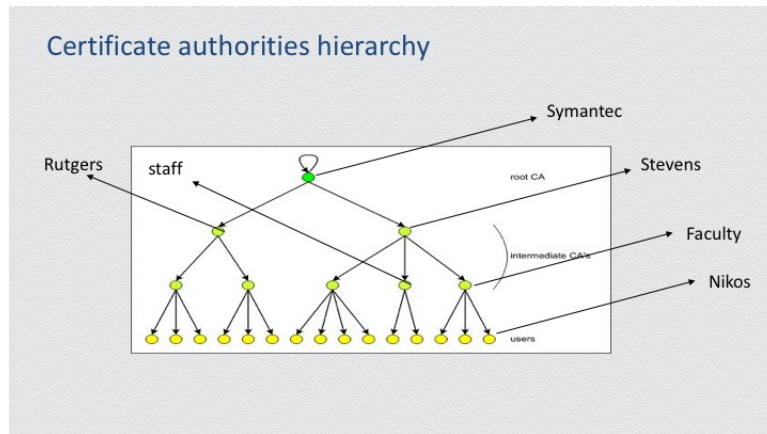 Certificate authorities hierarchy
Symantec
Rutgers
staff
Stevens
root CA
Faculty
intermediate CA's
Nikos
users